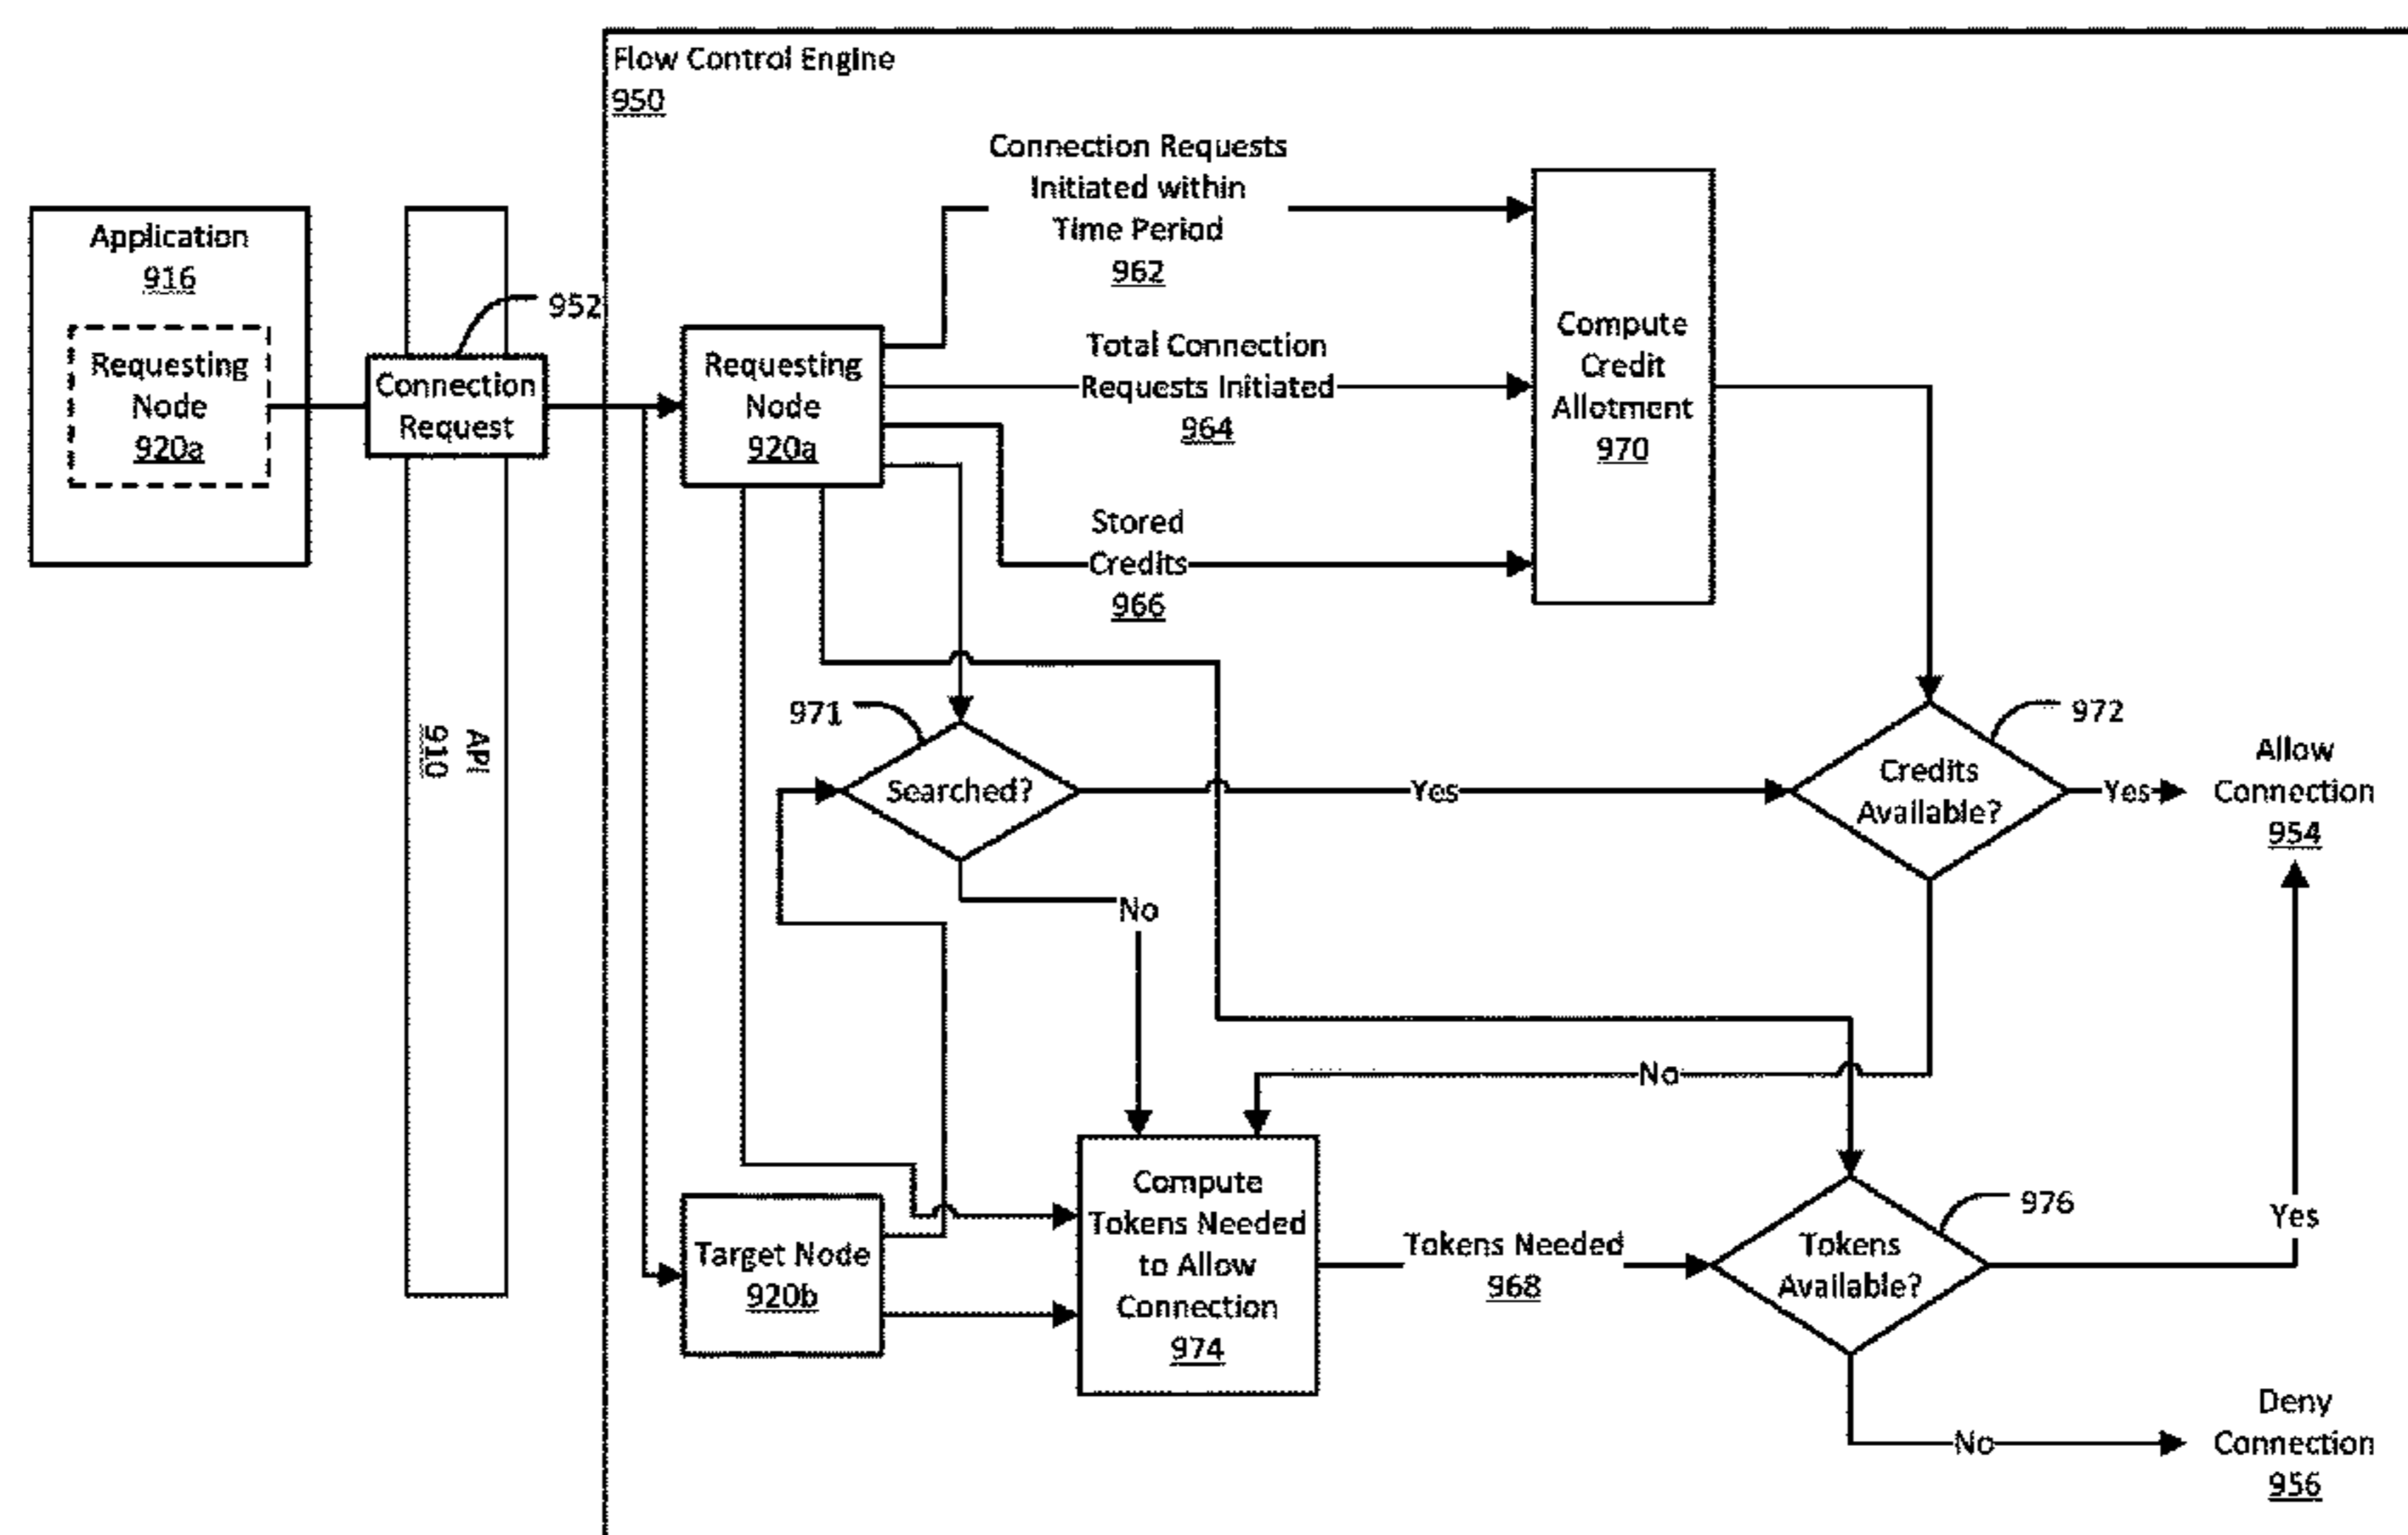 Flow Control Engine
950
Application
916
Requesting
Node
920a
952
Connection
Request
API
910
Requesting
Node
920a
Connection Requests
Initiated within
Time Period
962
Total Connection
Requests Initiated
964
Stored
Credits
966
Compute
Credit
Allotment
970
971
Searched?
Yes
No
972
Credits
Available?
Yes
Allow
Connection
954
No
Target Node
920b
Compute
Tokens Needed
to Allow
Connection
974
Tokens Needed
968
976
Tokens
Available?
Yes
No
Deny
Connection
956